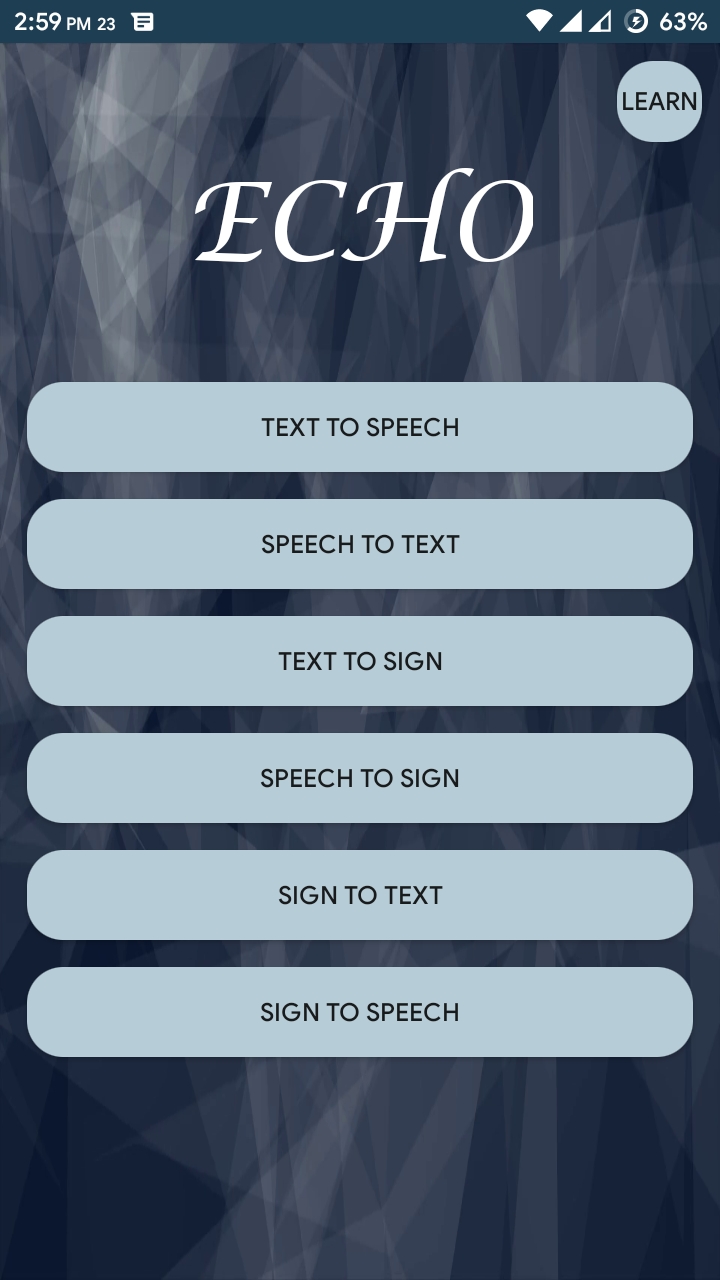 2:59 PM 23 63%
LEARN
ECHO
TEXT TO SPEECH
SPEECH TO TEXT
TEXT TO SIGN
SPEECH TO SIGN
SIGN TO TEXT
SIGN TO SPEECH